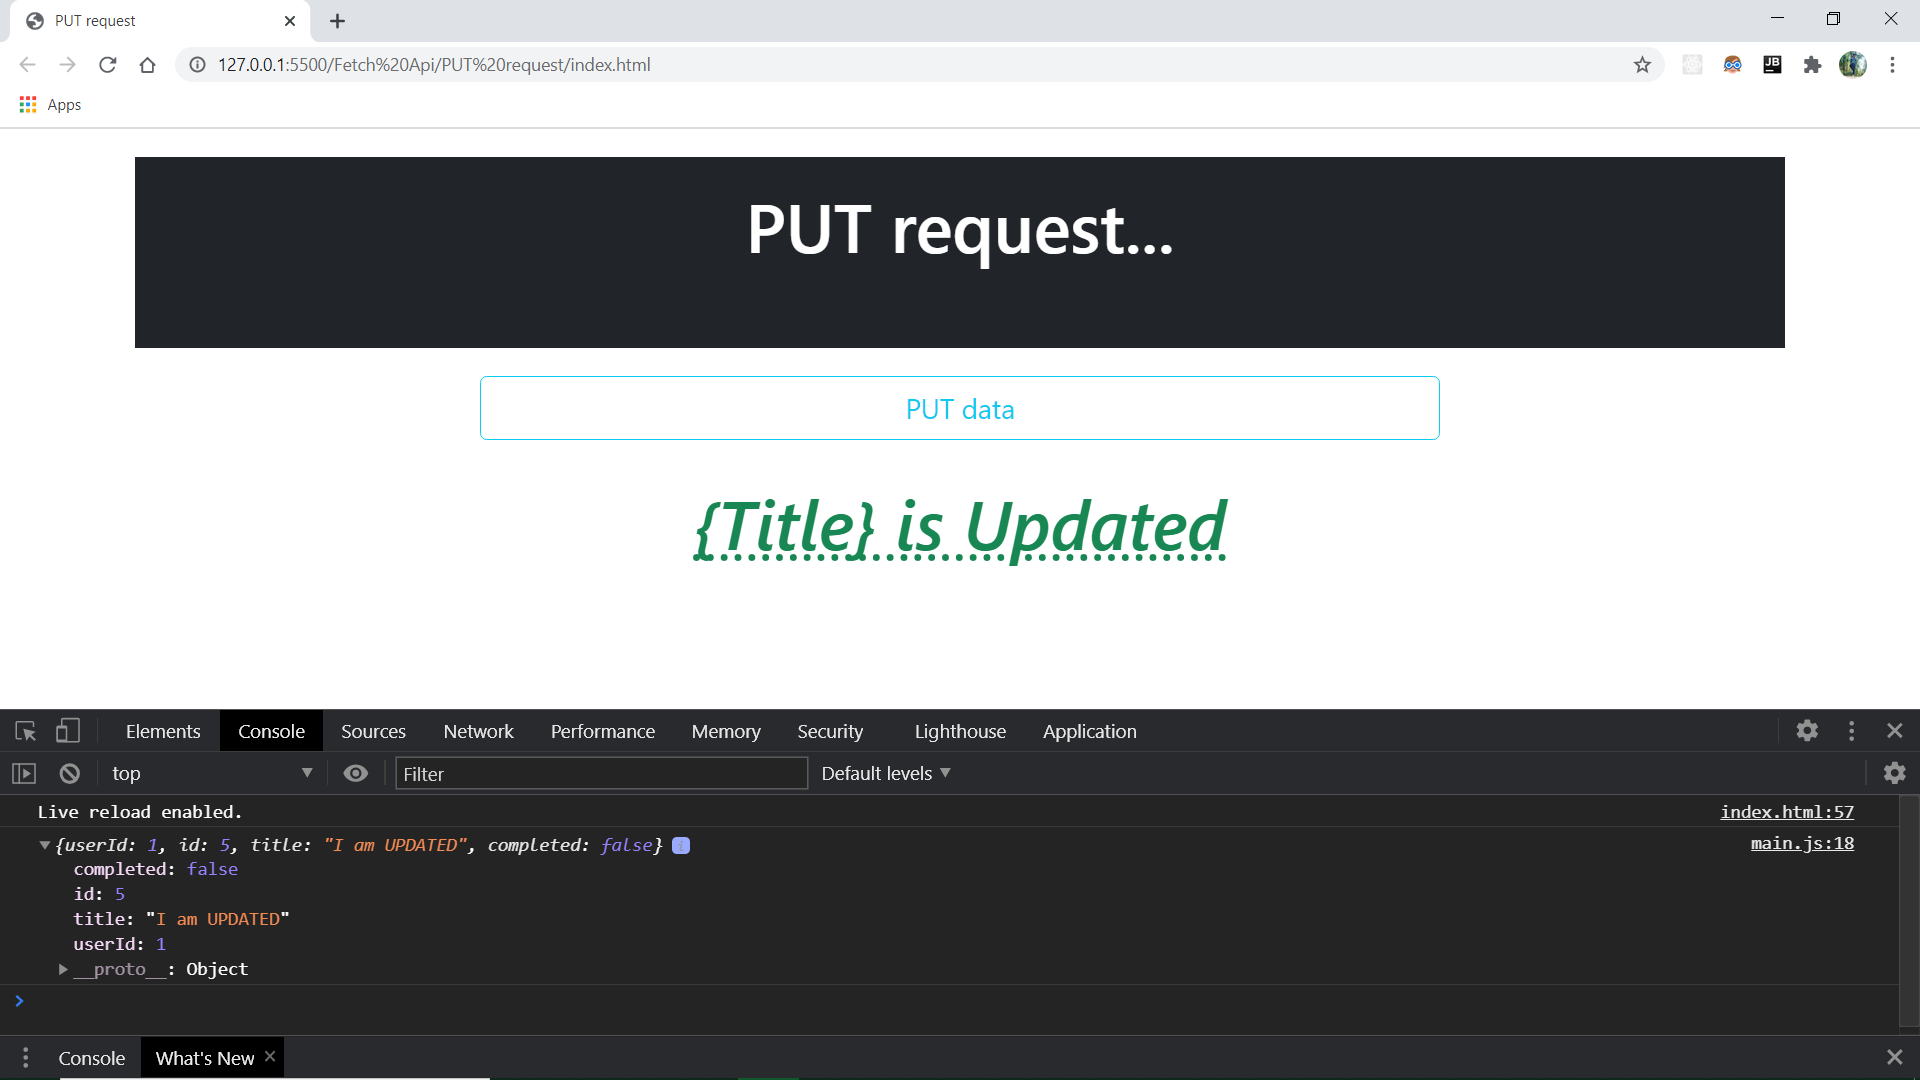 PUT request
127.0.0.1:5500/Fetch%20Api/PUT%20request/index.html
JB
Apps
PUT request...
PUT data
{Title} is Updated
Elements Console Sources Network Performance Memory Security Lighthouse Application
top Filter Default levels
Live reload enabled. index.html:57
{userId: 1, id: 5, title: "I am UPDATED", completed: false} i main.js:18
completed: false
id: 5
title: "I am UPDATED"
userId: 1
__proto__: Object
Console What's New